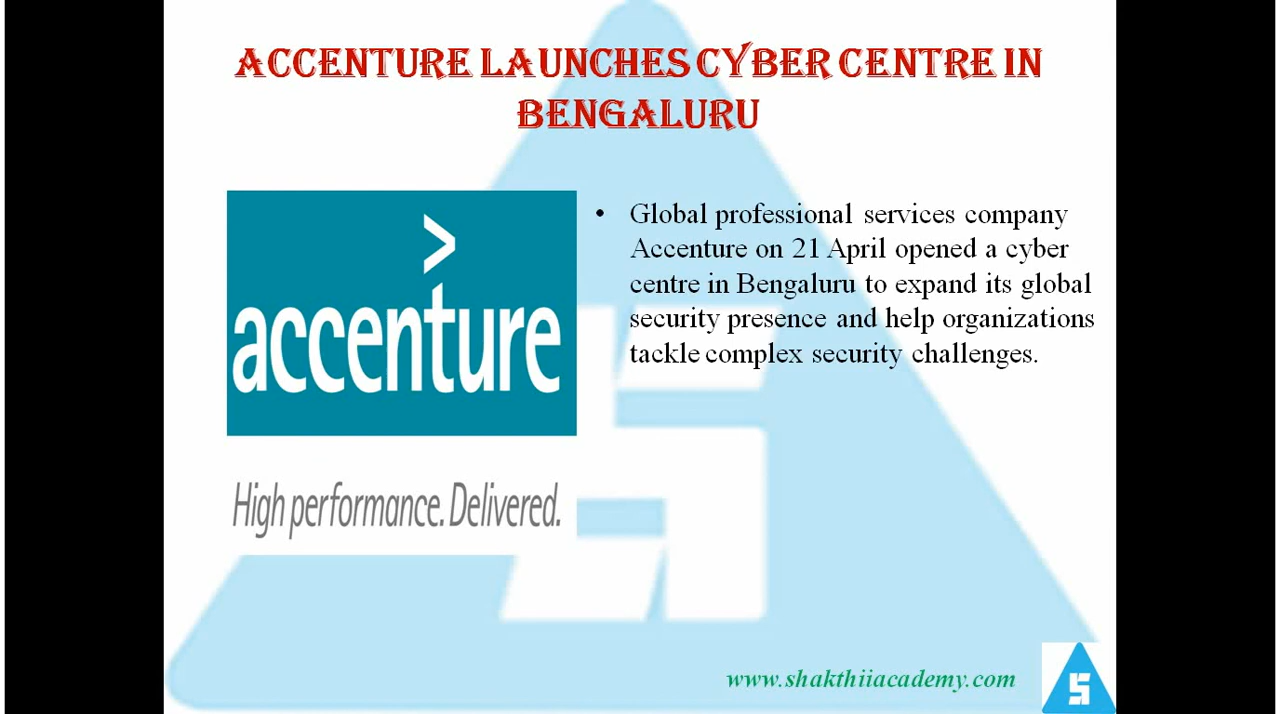 ACCENTURE LAUNCHES CYBER CENTRE IN
BENGALURU
>
accenture
High performance. Delivered.
• Global professional services company
Accenture on 21 April opened a cyber
centre in Bengaluru to expand its global
security presence and help organizations
tackle complex security challenges.
www.shakthiiacademy.com